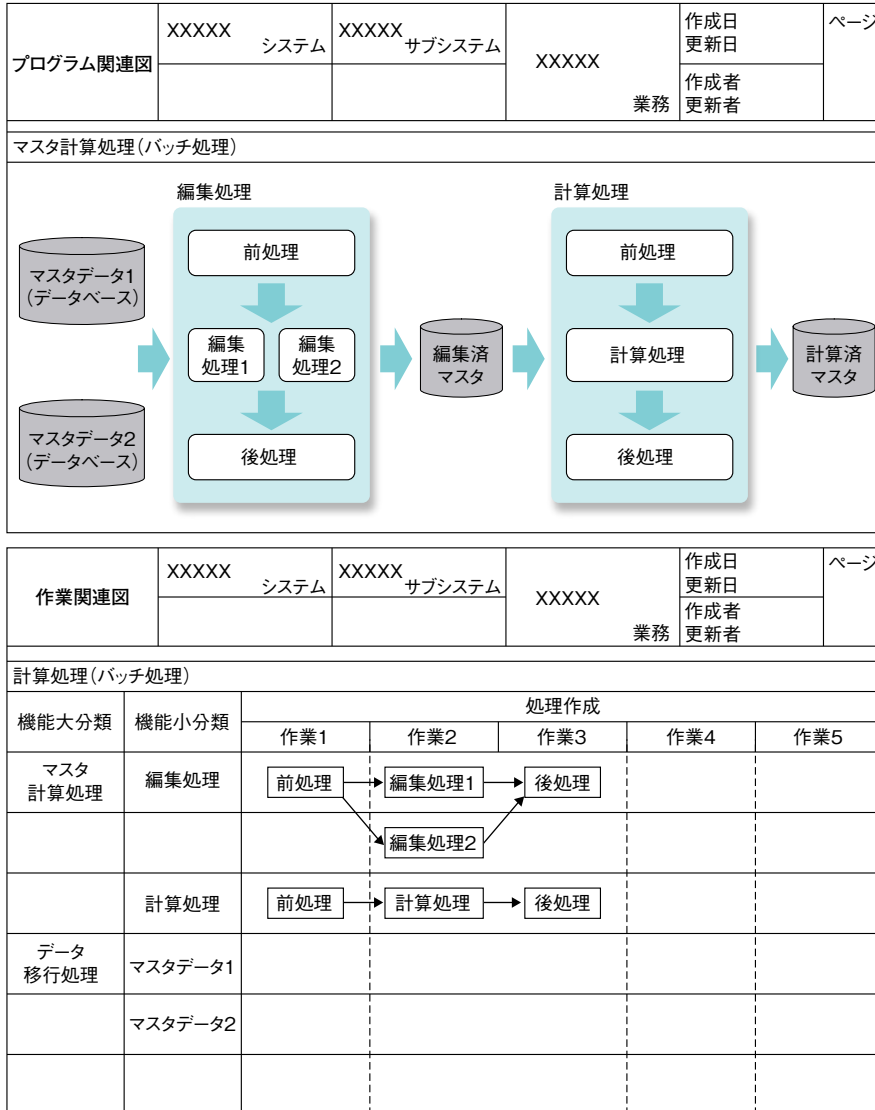 プログラム関連図
XXXXX
システム
XXXXX
サブシステム
XXXXX
業務
作成日
更新日
作成者
更新者
ページ
マスタ計算処理(バッチ処理)
編集処理
計算処理
マスタデータ1
(データベース)
マスタデータ2
(データベース)
前処理
編集
処理1
編集
処理2
後処理
編集済
マスタ
前処理
計算処理
後処理
計算済
マスタ
作業関連図
XXXXX
システム
XXXXX
サブシステム
XXXXX
業務
作成日
更新日
作成者
更新者
ページ
計算処理(バッチ処理)
機能大分類
機能小分類
処理作成
作業1
作業2
作業3
作業4
作業5
マスタ
計算処理
編集処理
前処理
編集処理1
後処理
編集処理2
計算処理
前処理
計算処理
後処理
データ
移行処理
マスタデータ1
マスタデータ2